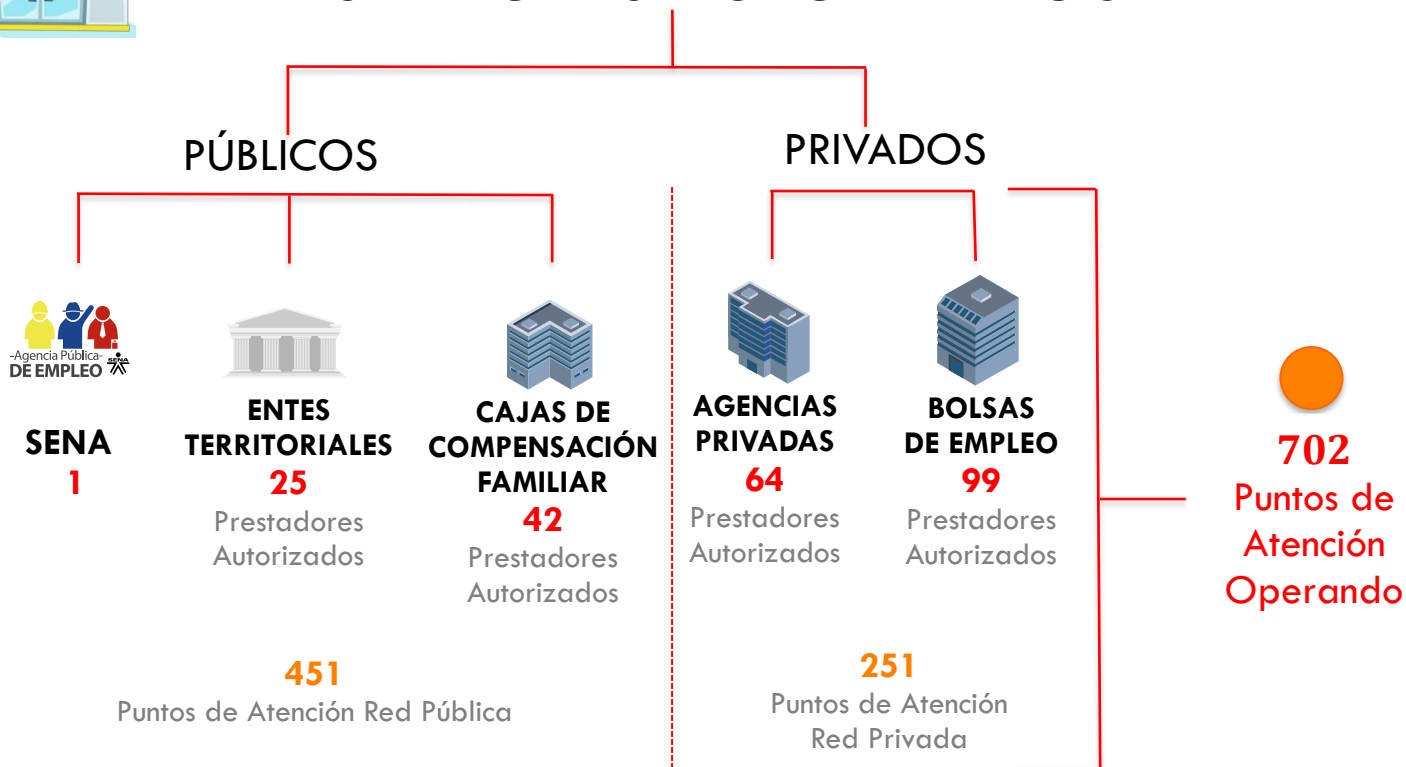 PÚBLICOS
PRIVADOS
-Agencia Pública-
DE EMPLEO
SENA
SENA
1
ENTES
TERRITORIALES
25
Prestadores
Autorizados
CAJAS DE
COMPENSACIÓN
FAMILIAR
42
Prestadores
Autorizados
AGENCIAS
PRIVADAS
64
Prestadores
Autorizados
BOLSAS
DE EMPLEO
99
Prestadores
Autorizados
702
Puntos de
Atención
Operando
451
Puntos de Atención Red Pública
251
Puntos de Atención
Red Privada